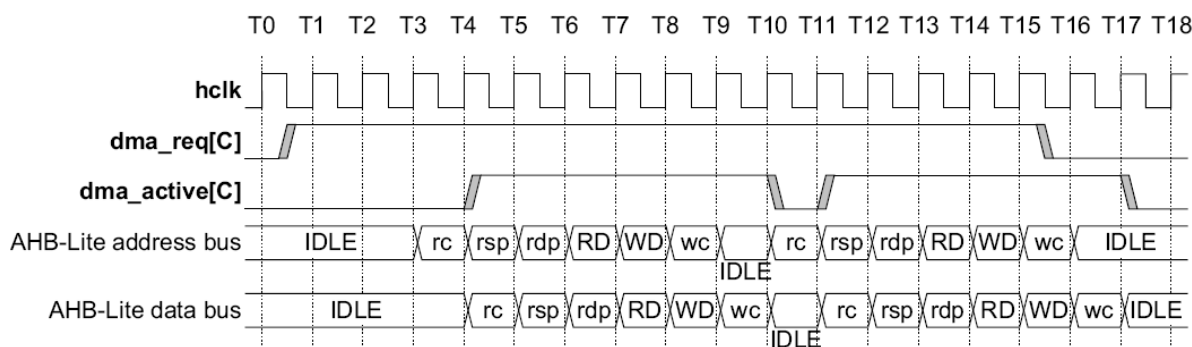 T0 T1 T2 T3 T4 T5 T6 T7 T8 T9 T10 T11 T12 T13 T14 T15 T16 T17 T18
hclk
dma_req[C]
dma_active[C]
AHB-Lite address bus IDLE rc rsp rdp RD WD wc IDLE rc rsp rdp RD WD wc IDLE
AHB-Lite data bus IDLE rc rsp rdp RD WD wc IDLE rc rsp rdp RD WD wc IDLE